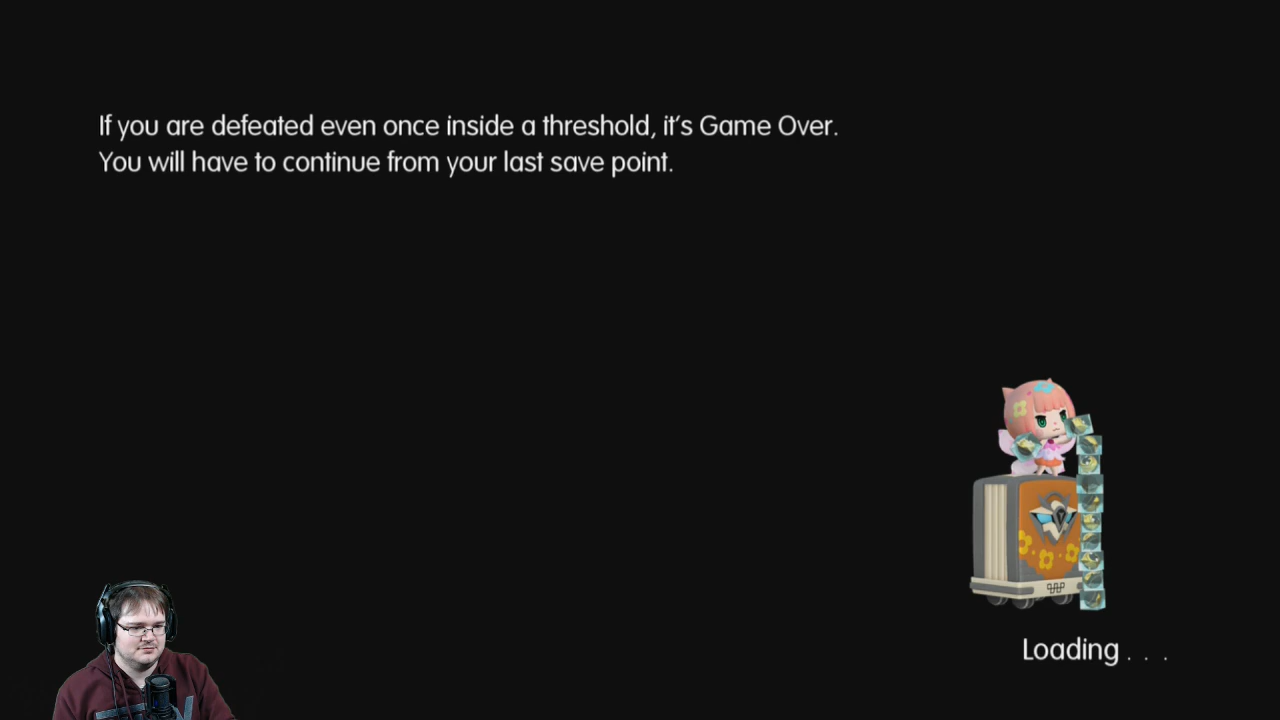 If you are defeated even once inside a threshold, it's Game Over.
You will have to continue from your last save point.
Loading . . .